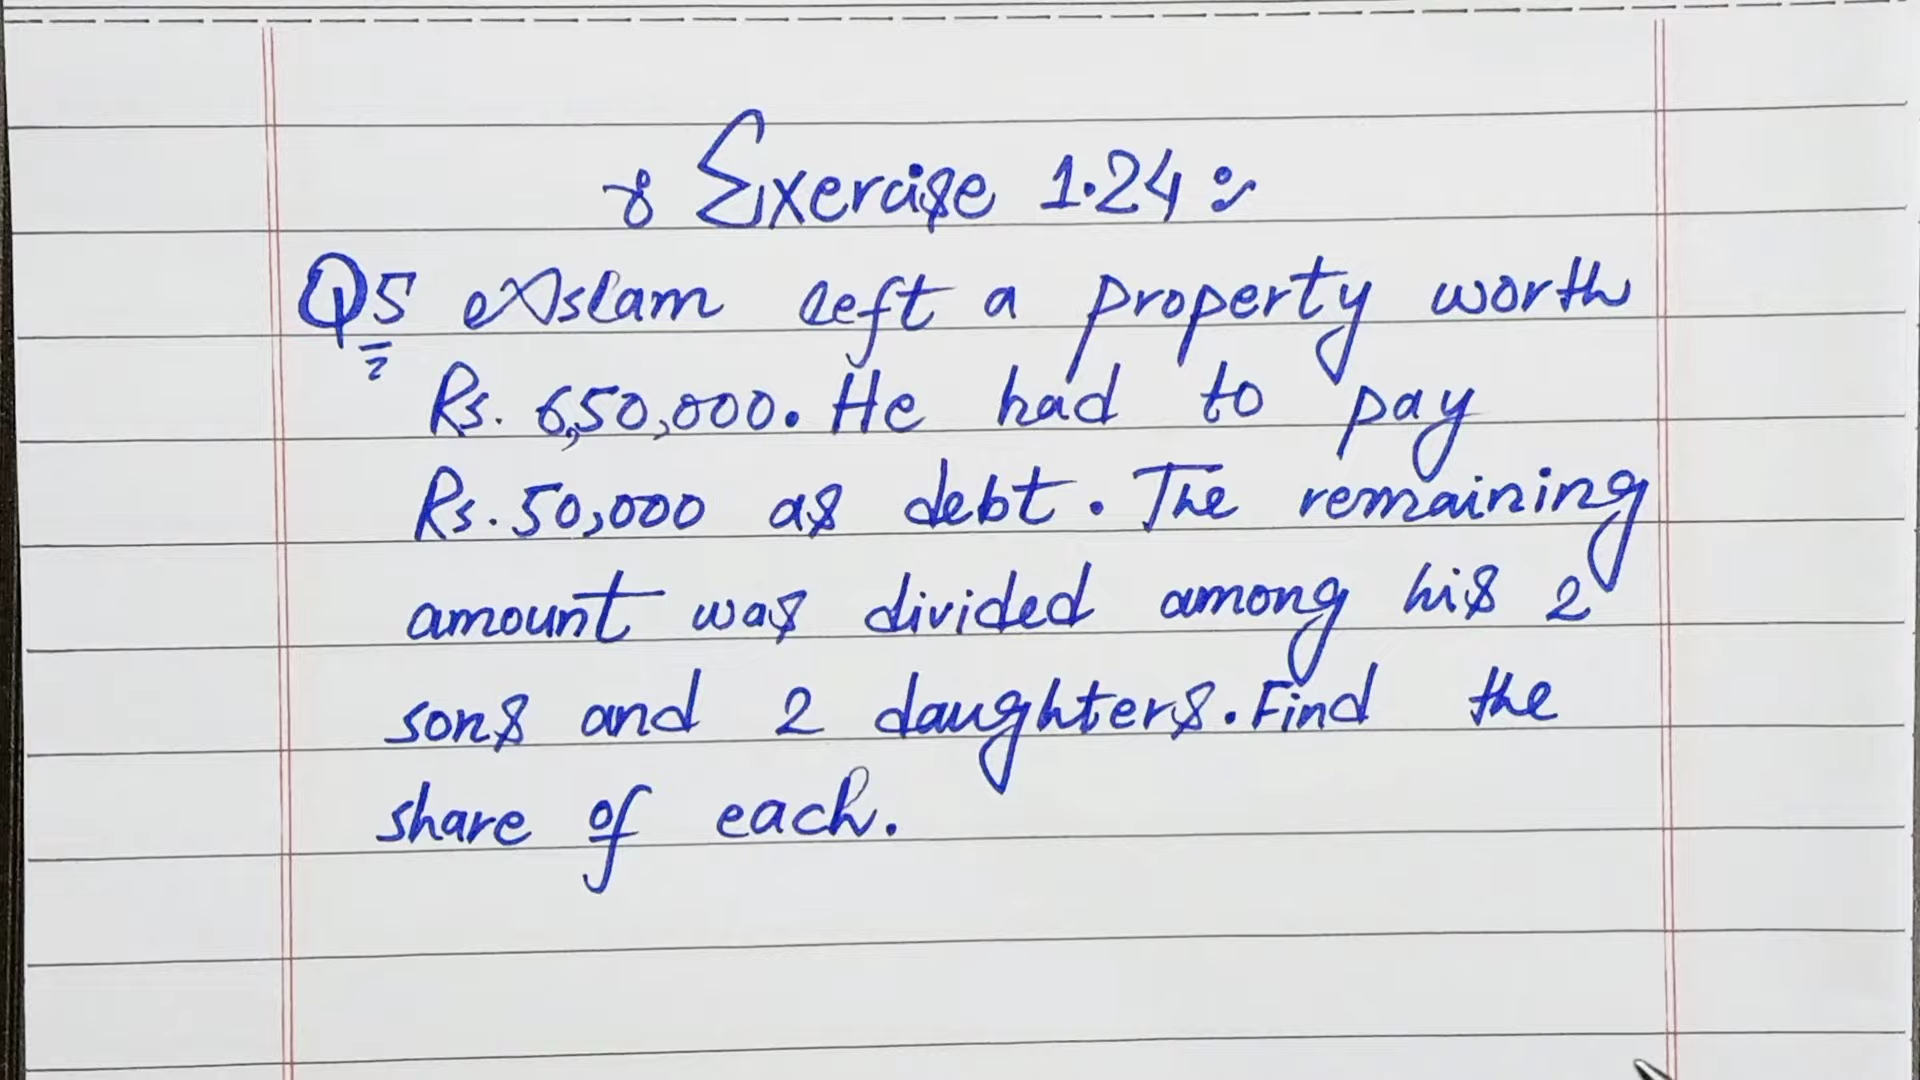 Exercise 1.24:
Q5 Aslam left a property worth
Rs. 6,50,000. He had to pay
Rs. 50,000 as debt. The remaining
amount was divided among his 2
sons and 2 daughters. Find the
share of each.